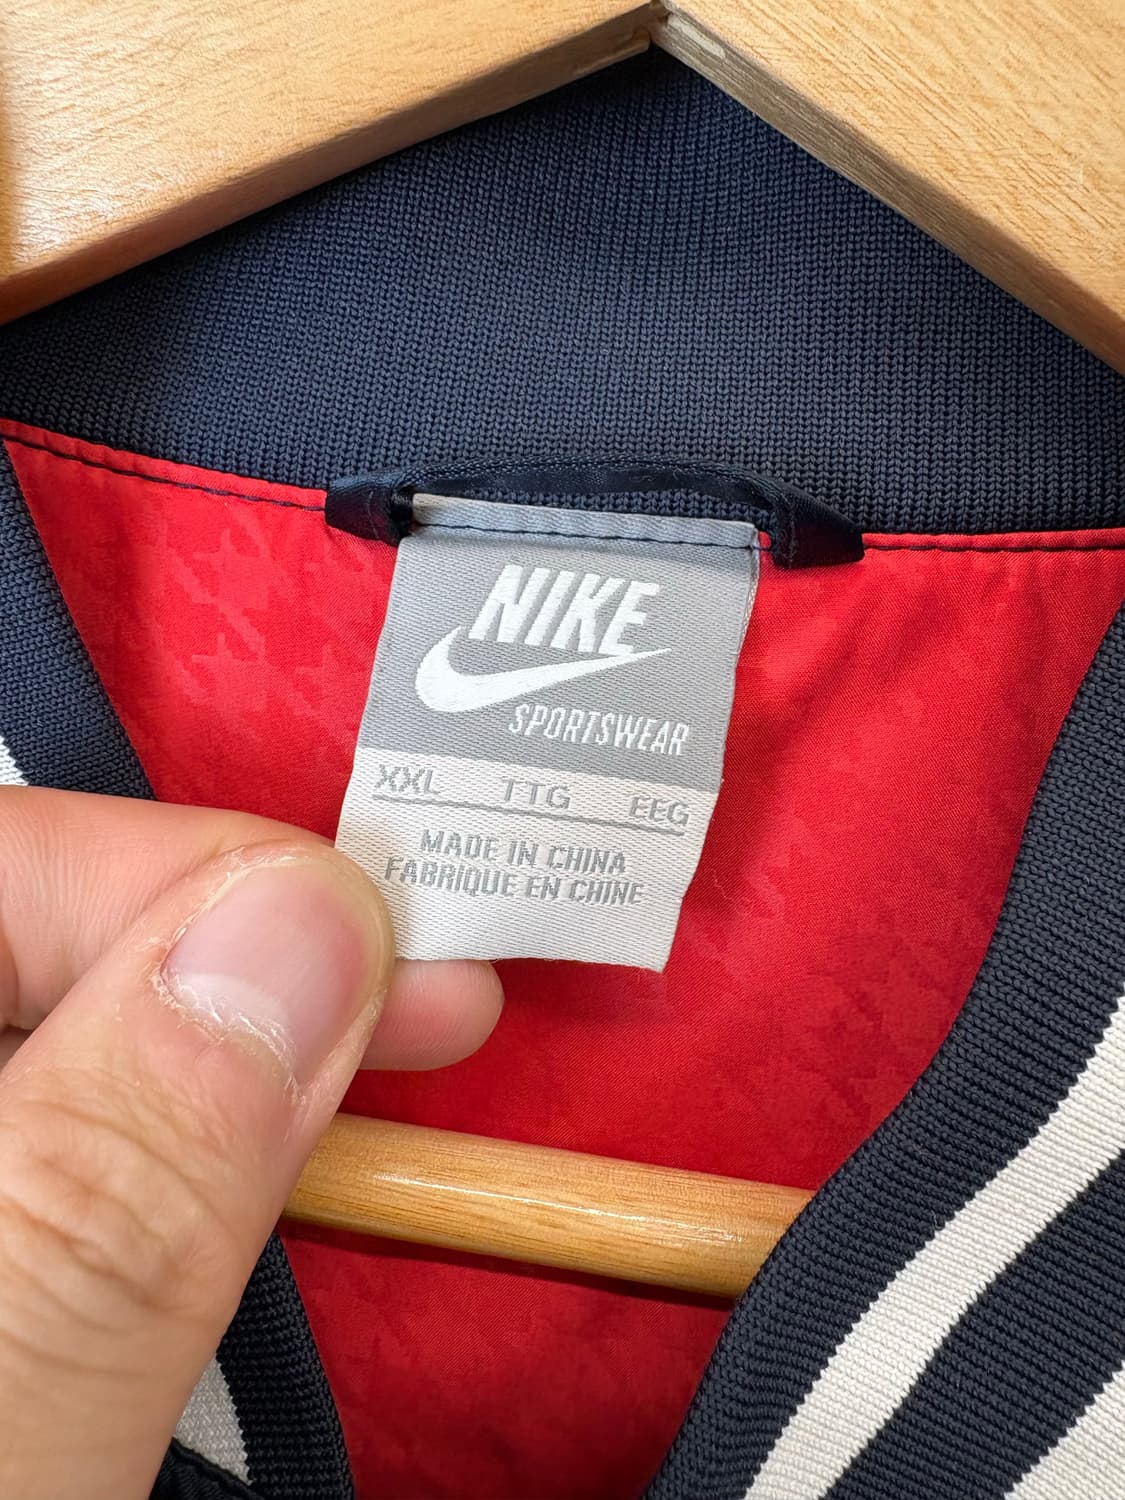 NIKE
SPORTSWEAR
XXL TTG EEG
MADE IN CHINA
FABRIQUE EN CHINE